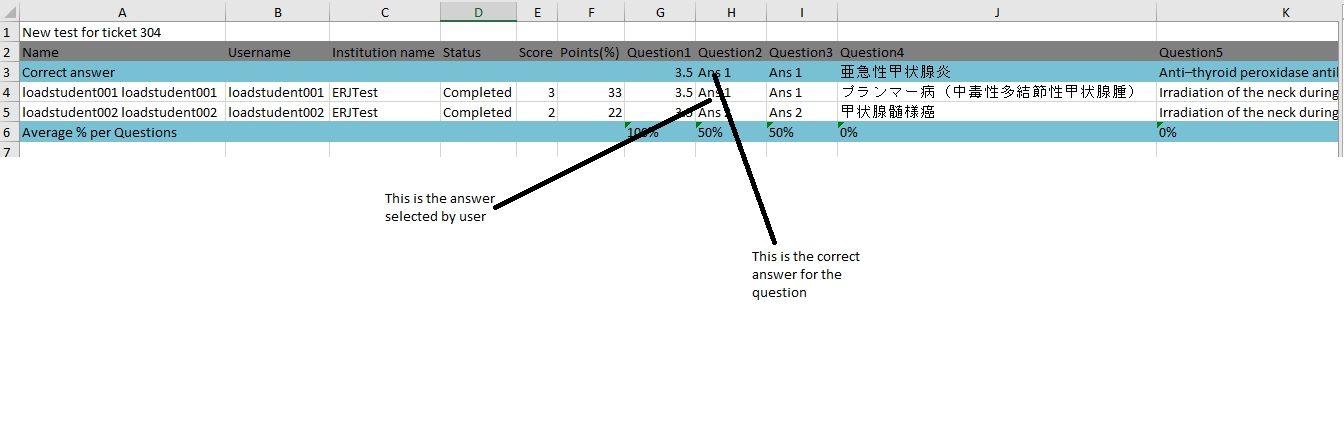 A B C D E F G H I J K
1 New test for ticket 304
2 Name Username Institution name Status Score Points(%) Question1 Question2 Question3 Question4 Question5
3 Correct answer 3.5 Ans 1 Ans 1 亜急性甲状腺炎 Anti–thyroid peroxidase anti
4 loadstudent001 loadstudent001 loadstudent001 ERJTest Completed 3 33 3.5 Ans 1 Ans 1 プランマー病（中毒性多結節性甲状腺腫） Irradiation of the neck during
5 loadstudent002 loadstudent002 loadstudent002 ERJTest Completed 2 22 3.5 Ans Ans 2 甲状腺髄様癌 Irradiation of the neck during
6 Average % per Questions 100% 50% 50% 0% 0%
7
This is the answer
selected by user
This is the correct
answer for the
question